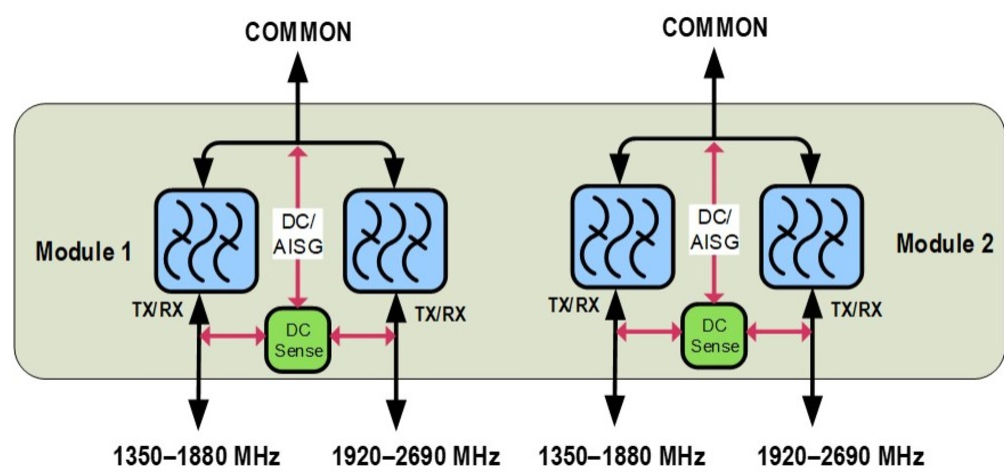 COMMON
COMMON
DC/
AISG
DC/
AISG
Module 1
Module 2
TX/RX
TX/RX
TX/RX
TX/RX
DC
Sense
DC
Sense
1350–1880 MHz
1920–2690 MHz
1350–1880 MHz
1920–2690 MHz